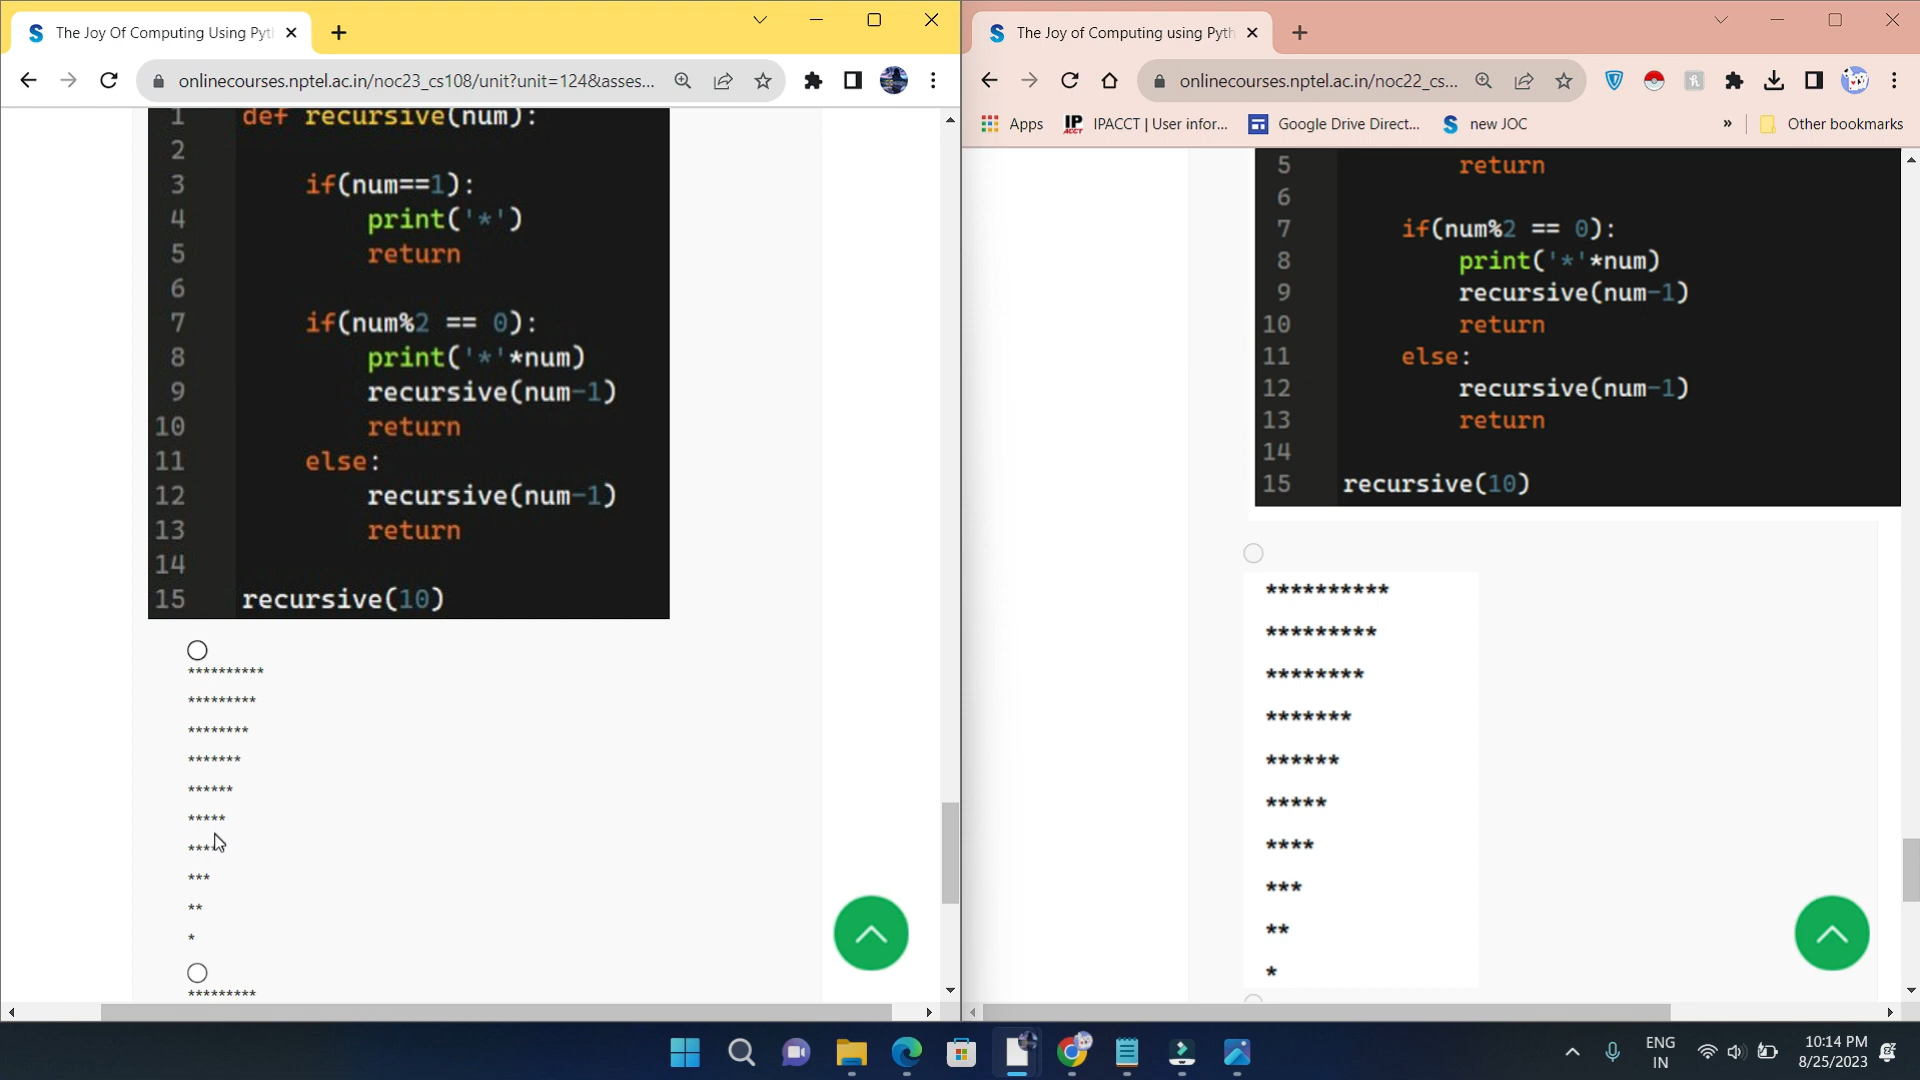 The Joy Of Computing Using Pyt
onlinecourses.nptel.ac.in/noc23_cs108/unit?unit=124&asses...
1 def recursive(num):
2
3 if(num==1):
4 print('*')
5 return
6
7 if(num%2 == 0):
8 print('*'*num)
9 recursive(num-1)
10 return
11 else:
12 recursive(num-1)
13 return
14
15 recursive(10)
**********
*********
********
*******
******
*****
****
***
**
*
*********
The Joy of Computing using Pyth
onlinecourses.nptel.ac.in/noc22_cs...
Apps
IP ACCT IPACCT | User infor...
Google Drive Direct...
new JOC
»
Other bookmarks
5 return
6
7 if(num%2 == 0):
8 print('*'*num)
9 recursive(num-1)
10 return
11 else:
12 recursive(num-1)
13 return
14
15 recursive(10)
**********
*********
********
*******
******
*****
****
***
**
*
ENG
IN
10:14 PM
8/25/2023